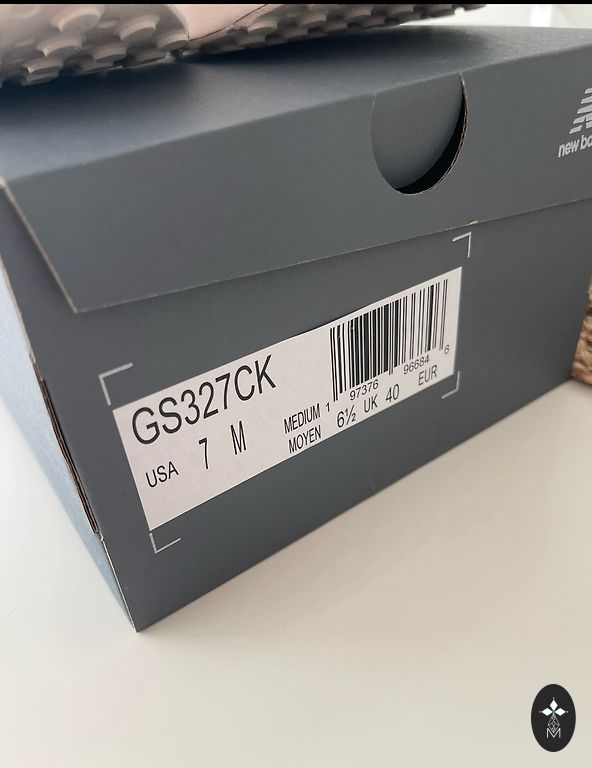 new ba
GS327CK
USA 7 M
MEDIUM
MOYEN
1 97376 96684 6
6½ UK 40 EUR
M